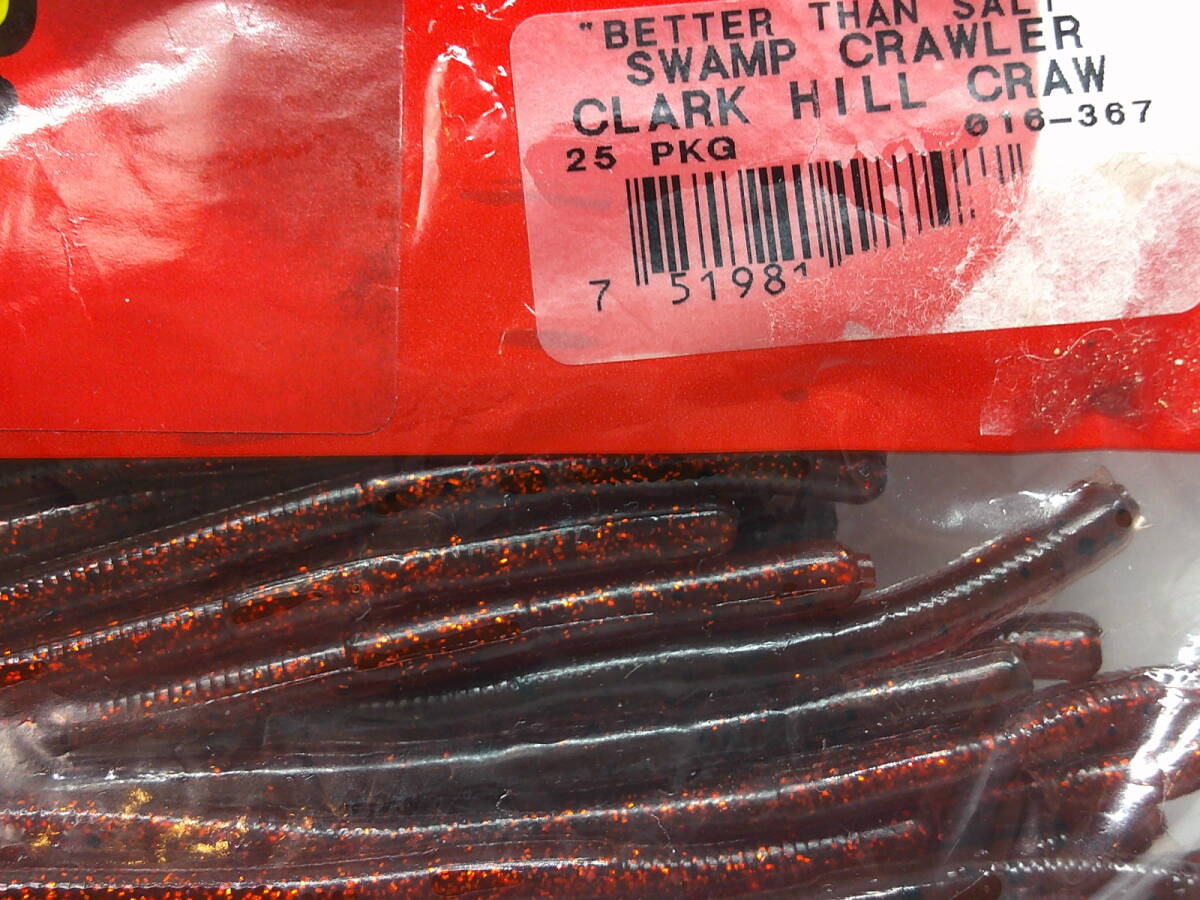 "BETTER THAN SALT
SWAMP CRAWLER
CLARK HILL CRAW
25 PKG 016-367
7 51981